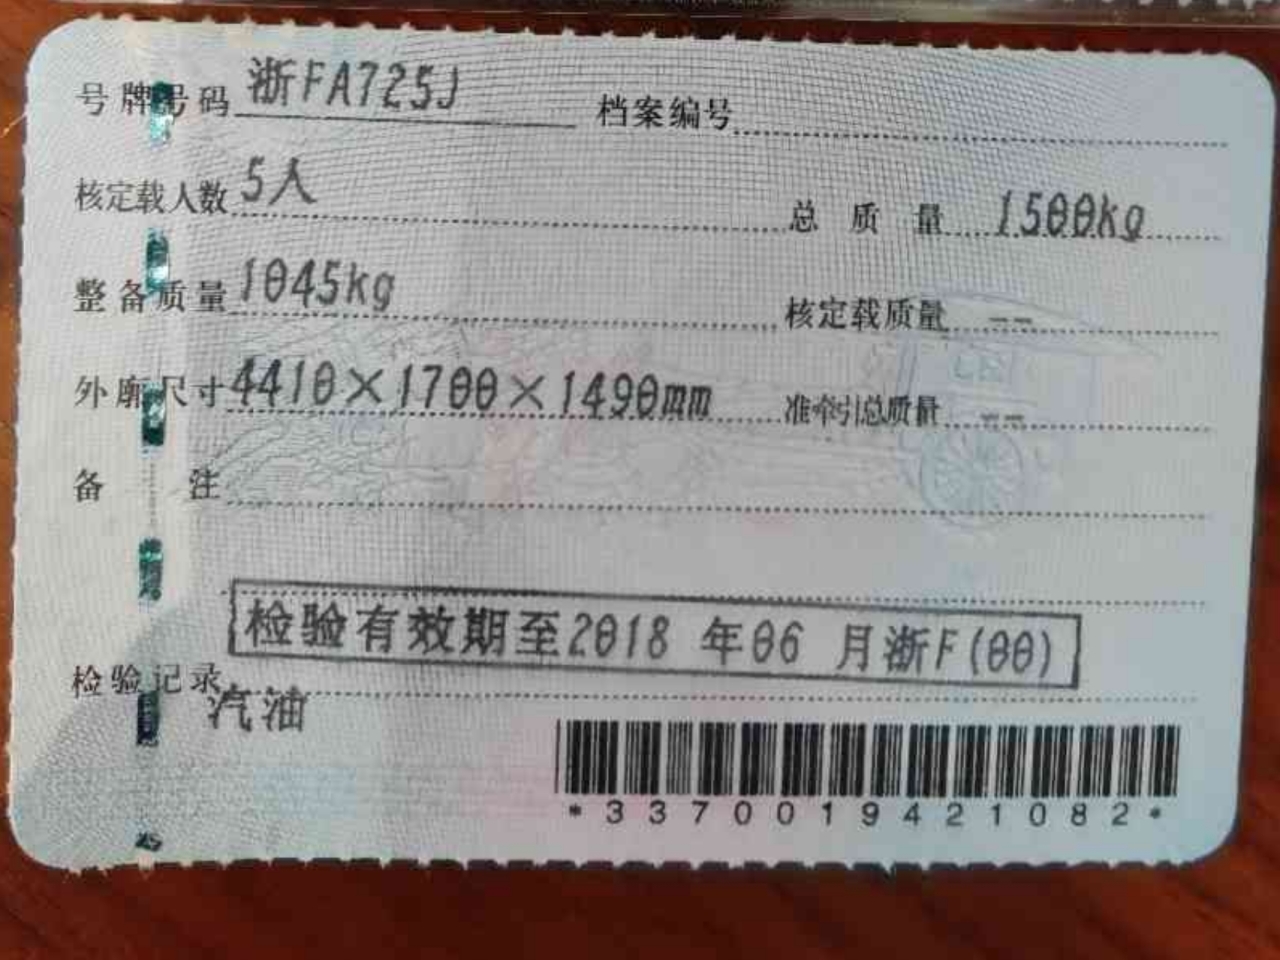 号牌号码 浙FA725J 档案编号
核定载人数 5人 总质量 1500kg
整备质量 1045kg 核定载质量 --
外廓尺寸 4410×1700×1490mm 准牵引总质量 --
备注
检验有效期至2018 年06 月浙F(00)
检验记录
汽油
*3370019421082*